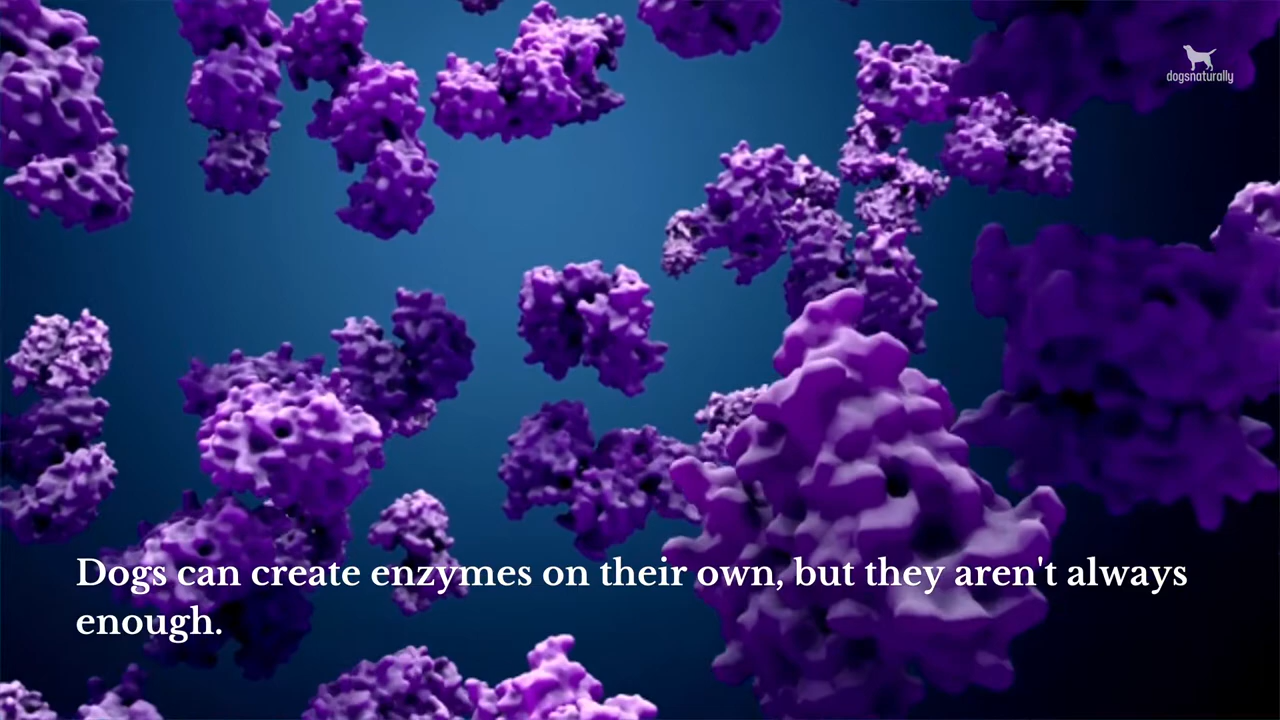 dogsnaturally
Dogs can create enzymes on their own, but they aren't always
enough.